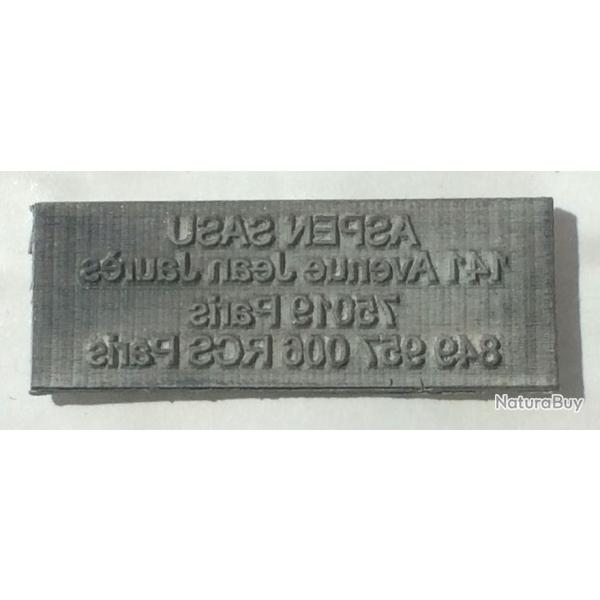 ASPEN SASU
141 Avenue Jean Jaurès
75019 Paris
849 957 006 RCS Paris
NaturaBuy